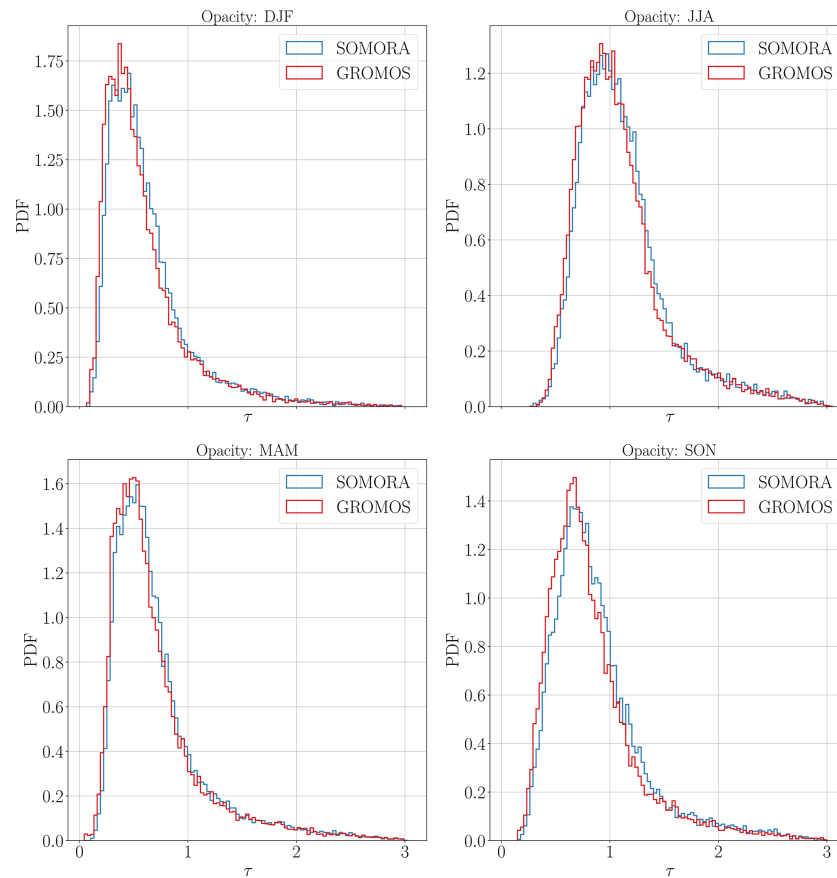 Opacity: DJF
SOMORA
GROMOS
PDF
1.75
1.50
1.25
1.00
0.75
0.50
0.25
0.00
τ
Opacity: JJA
SOMORA
GROMOS
PDF
1.2
1.0
0.8
0.6
0.4
0.2
0.0
τ
Opacity: MAM
SOMORA
GROMOS
PDF
1.6
1.4
1.2
1.0
0.8
0.6
0.4
0.2
0.0
0 1 2 3
τ
Opacity: SON
SOMORA
GROMOS
PDF
1.4
1.2
1.0
0.8
0.6
0.4
0.2
0.0
0 1 2 3
τ